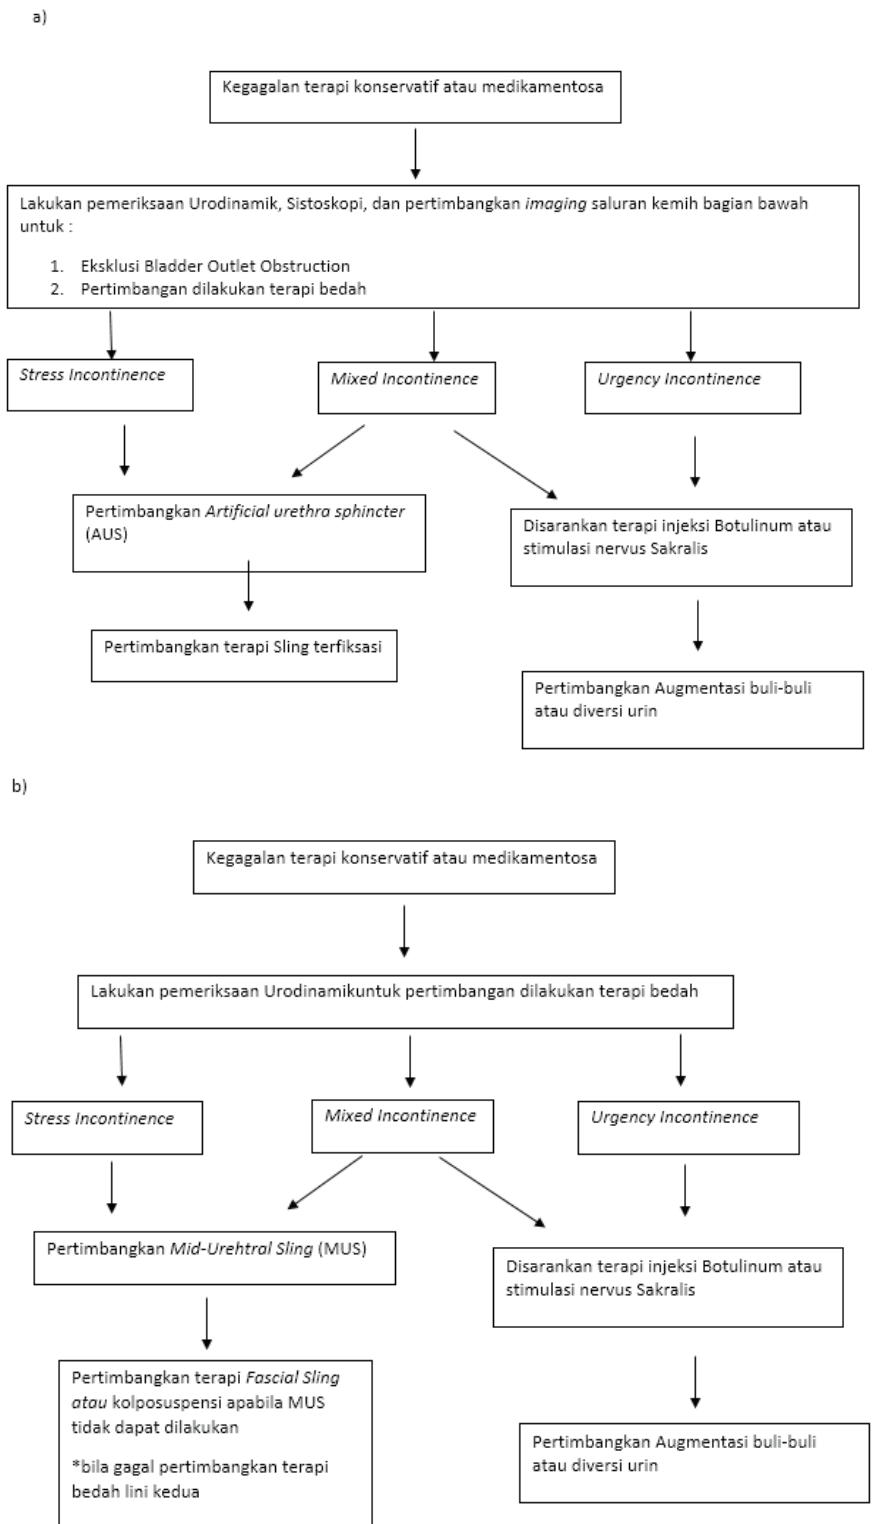 a)
Kegagalan terapi konservatif atau medikamentosa
Lakukan pemeriksaan Urodinamik, Sistoskopi, dan pertimbangkan imaging saluran kemih bagian bawah
untuk :
1. Eksklusi Bladder Outlet Obstruction
2. Pertimbangan dilakukan terapi bedah
Stress Incontinence
Mixed Incontinence
Urgency Incontinence
Pertimbangkan Artificial urethra sphincter
(AUS)
Disarankan terapi injeksi Botulinum atau
stimulasi nervus Sakralis
Pertimbangkan terapi Sling terfiksasi
Pertimbangkan Augmentasi buli-buli
atau diversi urin
b)
Kegagalan terapi konservatif atau medikamentosa
Lakukan pemeriksaan Urodinamikuntuk pertimbangan dilakukan terapi bedah
Stress Incontinence
Mixed Incontinence
Urgency Incontinence
Pertimbangkan Mid-Urehtral Sling (MUS)
Disarankan terapi injeksi Botulinum atau
stimulasi nervus Sakralis
Pertimbangkan terapi Fascial Sling
atau kolposuspensi apabila MUS
tidak dapat dilakukan
*bila gagal pertimbangkan terapi
bedah lini kedua
Pertimbangkan Augmentasi buli-buli
atau diversi urin